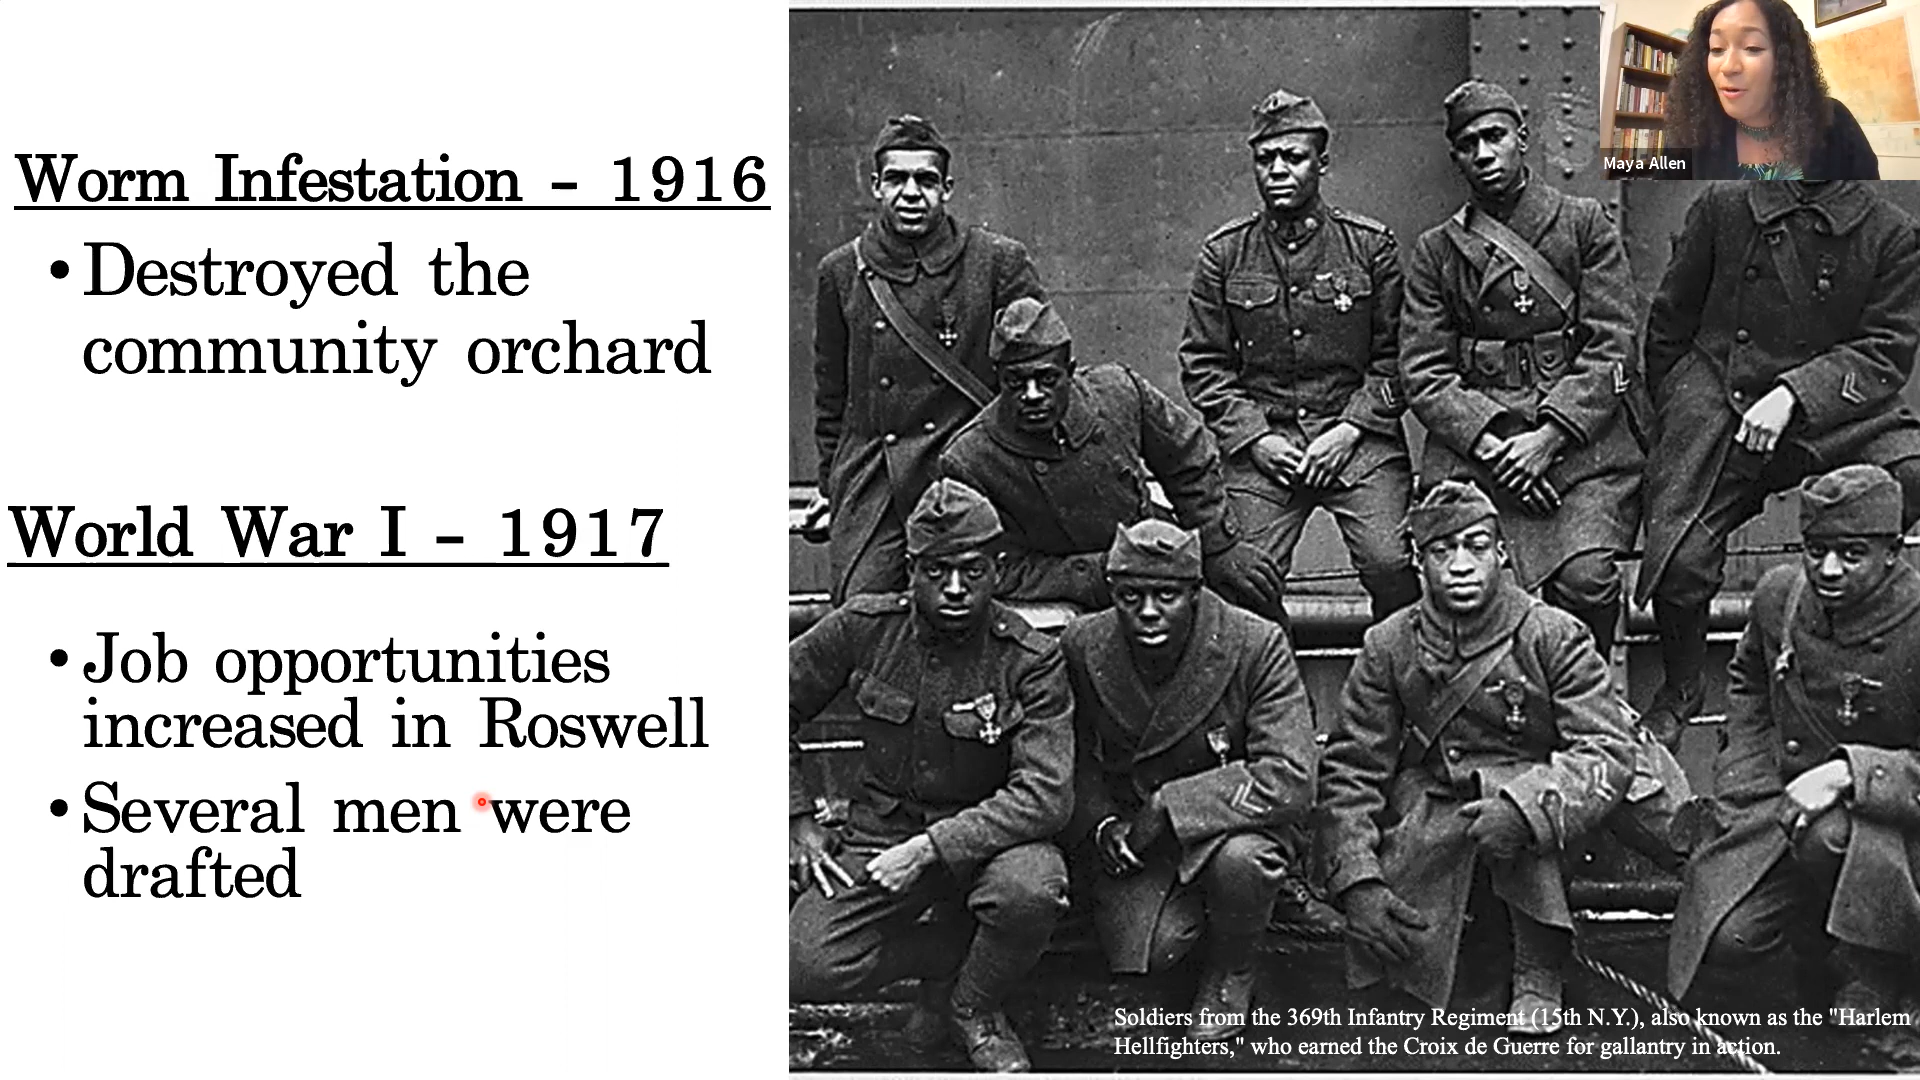 Worm Infestation – 1916
• Destroyed the
community orchard
World War I – 1917
• Job opportunities
increased in Roswell
• Several men were
drafted
Maya Allen
Soldiers from the 369th Infantry Regiment (15th N.Y.), also known as the "Harlem
Hellfighters," who earned the Croix de Guerre for gallantry in action.